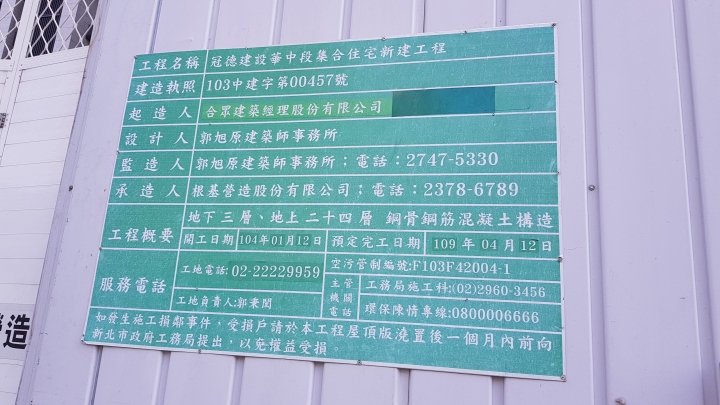 工程名稱 冠德建設華中段集合住宅新建工程
建造執照 103中建字第00457號
起造人 合眾建築經理股份有限公司
設計人 郭旭原建築師事務所
監造人 郭旭原建築師事務所；電話：2747-5330
承造人 根基營造股份有限公司；電話：2378-6789
工程概要 地下三層、地上二十四層 鋼骨鋼筋混凝土構造
開工日期 104年01月12日 預定完工日期 109年04月12日
服務電話 工地電話:02-22229959
工地負責人:郭秉閎
空污管制編號:F103F42004-1
主管機關電話 工務局施工科:(02)2960-3456
環保陳情專線:0800006666
如發生施工損鄰事件，受損戶請於本工程屋頂版澆置後一個月內前向
新北市政府工務局提出，以免權益受損。
造